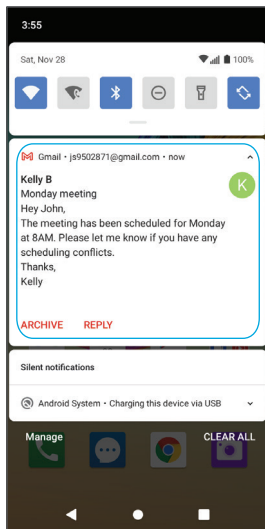 3:55
Sat, Nov 28 100%
Gmail • js9502871@gmail.com • now
Kelly B
K
Monday meeting
Hey John,
The meeting has been scheduled for Monday
at 8AM. Please let me know if you have any
scheduling conflicts.
Thanks,
Kelly
ARCHIVE REPLY
Silent notifications
Android System • Charging this device via USB
Manage CLEAR ALL